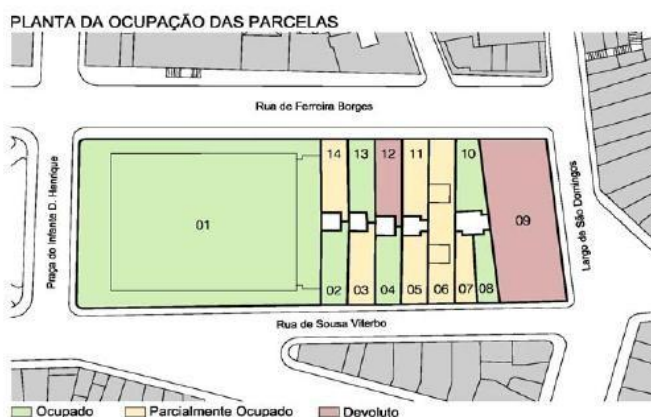 PLANTA DA OCUPAÇÃO DAS PARCELAS
Rua de Ferreira Borges
Praça do Infante D. Henrique
14 13 12 11 10
01
09
Largo de São Domingos
02 03 04 05 06 07 08
Rua de Sousa Viterbo
Ocupado Parcialmente Ocupado Devoluto